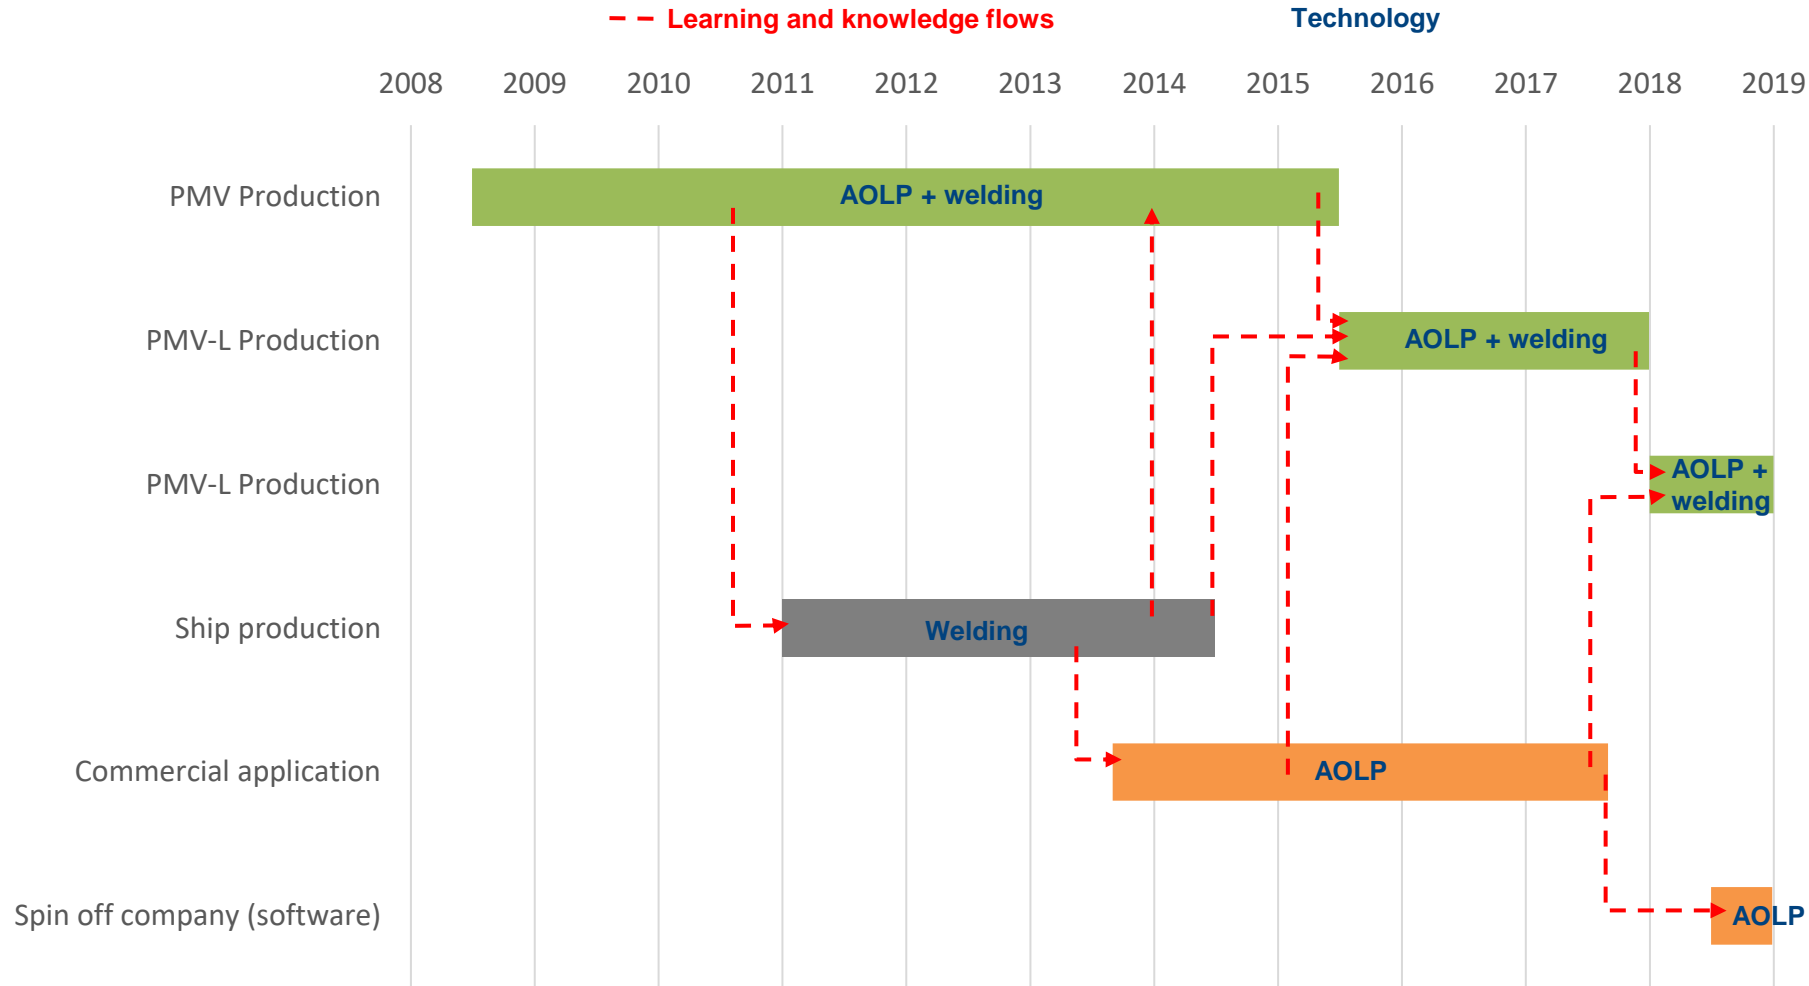 Learning and knowledge flows
Technology
2008 2009 2010 2011 2012 2013 2014 2015 2016 2017 2018 2019
PMV Production
AOLP + welding
PMV-L Production
AOLP + welding
PMV-L Production
AOLP +
welding
Ship production
Welding
Commercial application
AOLP
Spin off company (software)
AOLP